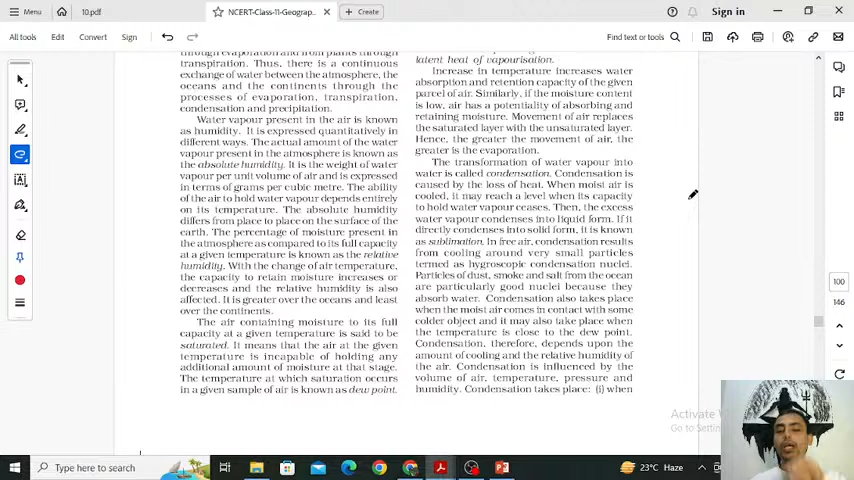 Menu
10.pdf
NCERT-Class-11-Geograp...
Create
Sign in
All tools
Edit
Convert
Sign
Find text or tools
through evaporation and from plants through
transpiration. Thus, there is a continuous
exchange of water between the atmosphere, the
oceans and the continents through the
processes of evaporation, transpiration,
condensation and precipitation.
Water vapour present in the air is known
as humidity. It is expressed quantitatively in
different ways. The actual amount of the water
vapour present in the atmosphere is known as
the absolute humidity. It is the weight of water
vapour per unit volume of air and is expressed
in terms of grams per cubic metre. The ability
of the air to hold water vapour depends entirely
on its temperature. The absolute humidity
differs from place to place on the surface of the
earth. The percentage of moisture present in
the atmosphere as compared to its full capacity
at a given temperature is known as the relative
humidity. With the change of air temperature,
the capacity to retain moisture increases or
decreases and the relative humidity is also
affected. It is greater over the oceans and least
over the continents.
The air containing moisture to its full
capacity at a given temperature is said to be
saturated. It means that the air at the given
temperature is incapable of holding any
additional amount of moisture at that stage.
The temperature at which saturation occurs
in a given sample of air is known as dew point.
latent heat of vapourisation.
Increase in temperature increases water
absorption and retention capacity of the given
parcel of air. Similarly, if the moisture content
is low, air has a potentiality of absorbing and
retaining moisture. Movement of air replaces
the saturated layer with the unsaturated layer.
Hence, the greater the movement of air, the
greater is the evaporation.
The transformation of water vapour into
water is called condensation. Condensation is
caused by the loss of heat. When moist air is
cooled, it may reach a level when its capacity
to hold water vapour ceases. Then, the excess
water vapour condenses into liquid form. If it
directly condenses into solid form, it is known
as sublimation. In free air, condensation results
from cooling around very small particles
termed as hygroscopic condensation nuclei.
Particles of dust, smoke and salt from the ocean
are particularly good nuclei because they
absorb water. Condensation also takes place
when the moist air comes in contact with some
colder object and it may also take place when
the temperature is close to the dew point.
Condensation, therefore, depends upon the
amount of cooling and the relative humidity of
the air. Condensation is influenced by the
volume of air, temperature, pressure and
humidity. Condensation takes place: (i) when
100
146
Activate
Go to Setting
Type here to search
23°C Haze